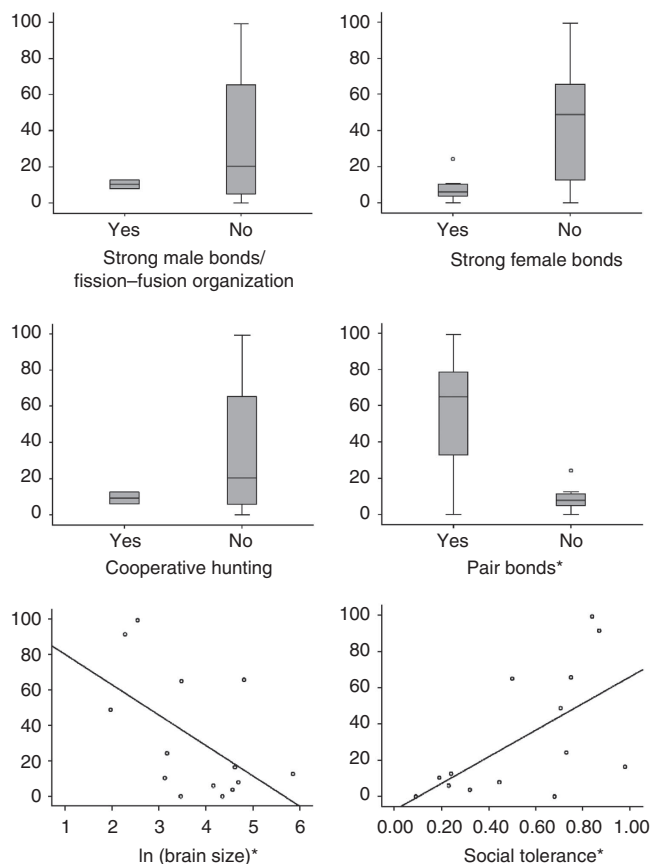 100
80
60
40
20
0
Yes
No
Strong male bonds/
fission–fusion organization
100
80
60
40
20
0
Yes
No
Strong female bonds
100
80
60
40
20
0
Yes
No
Cooperative hunting
100
80
60
40
20
0
Yes
No
Pair bonds*
100
80
60
40
20
0
1 2 3 4 5 6
ln (brain size)*
100
80
60
40
20
0
0.00 0.20 0.40 0.60 0.80 1.00
Social tolerance*